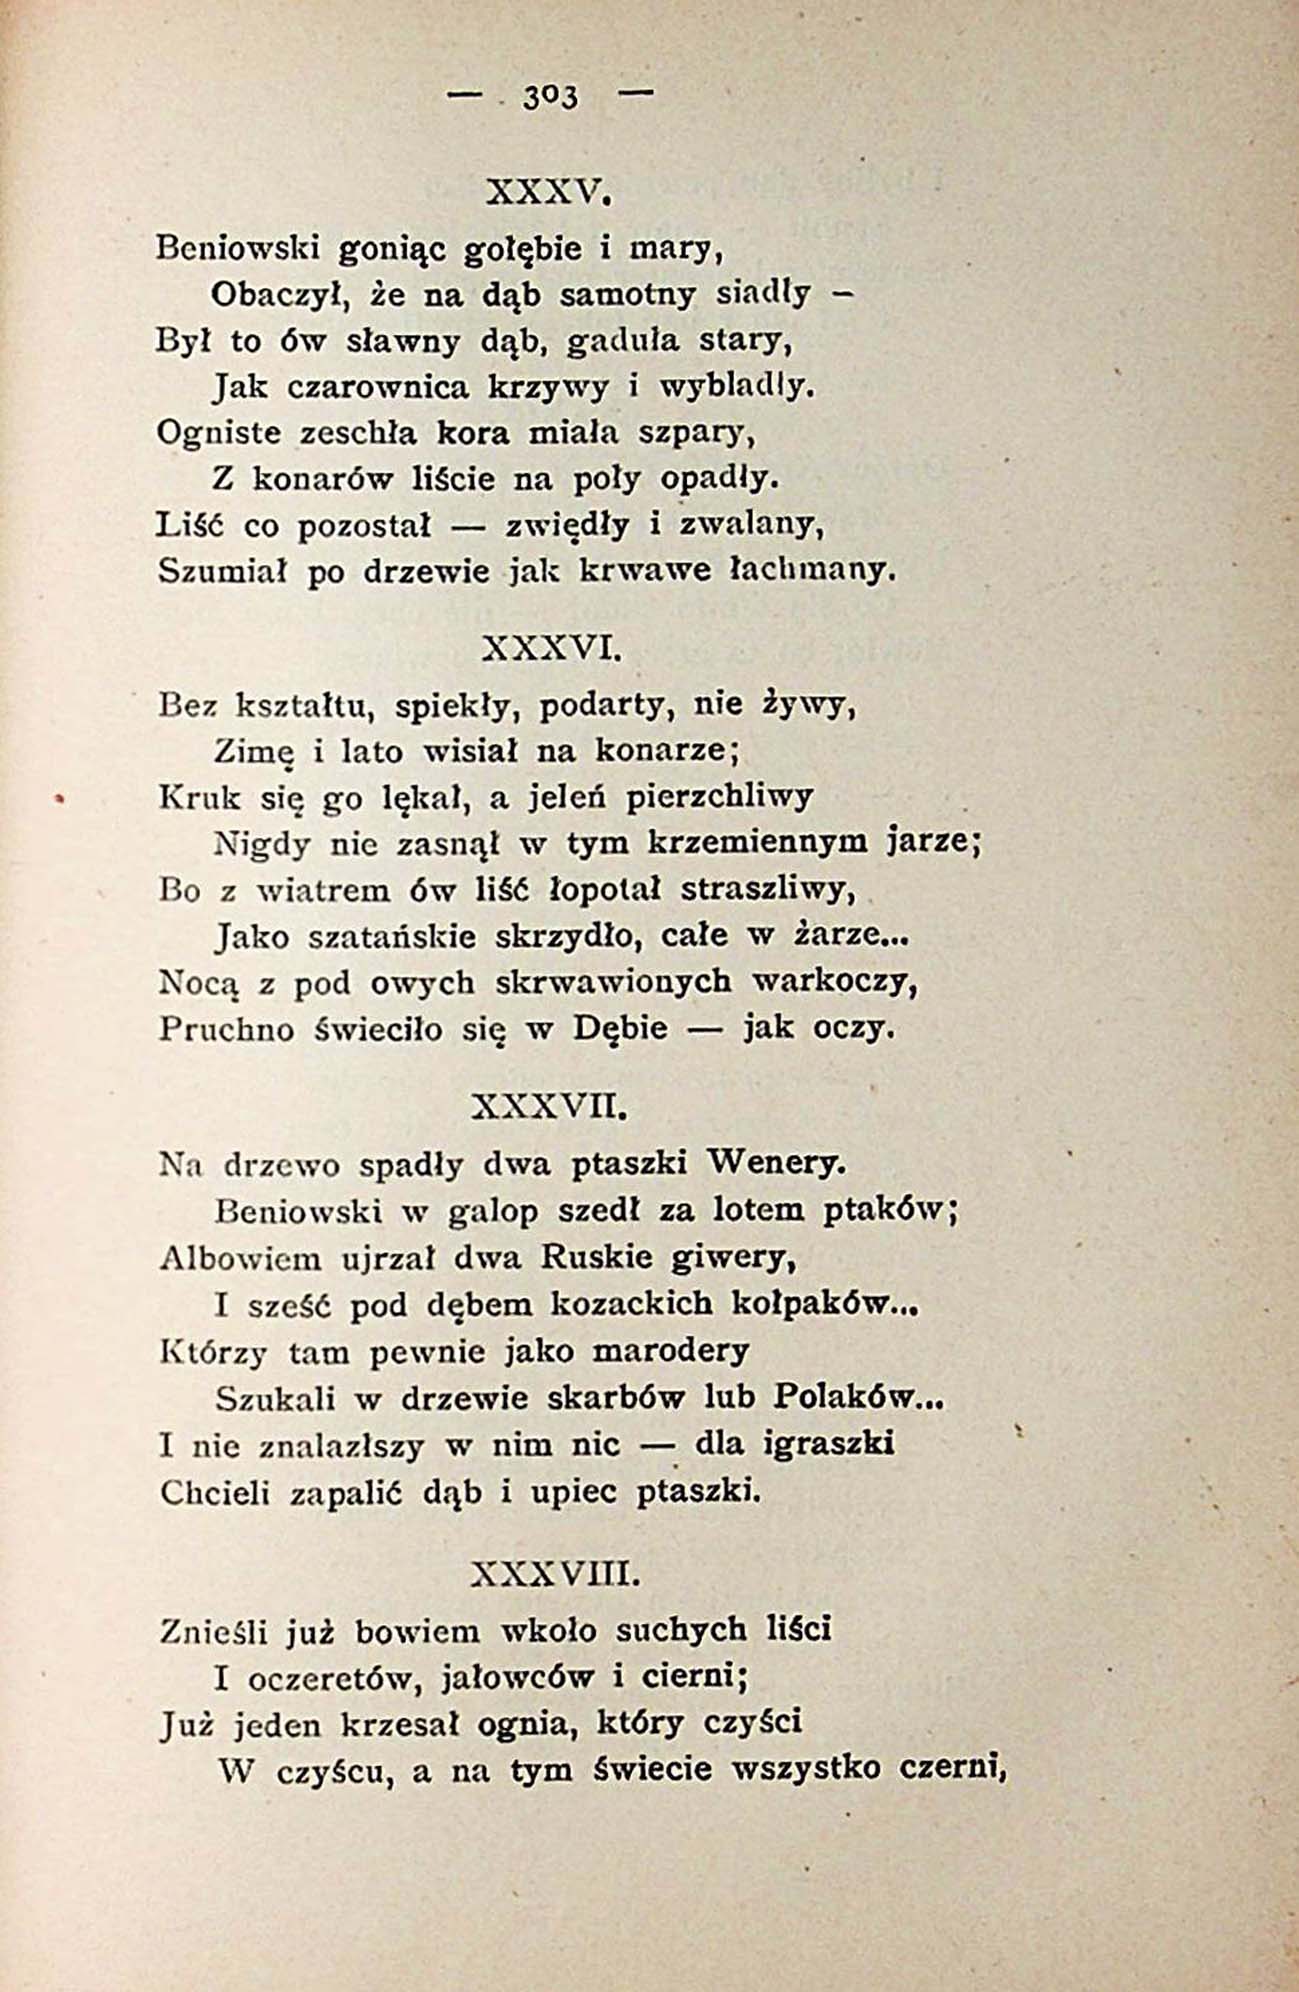 — 303 —
XXXV.
Beniowski goniąc gołębie i mary,
Obaczył, że na dąb samotny siadły —
Był to ów sławny dąb, gaduła stary,
Jak czarownica krzywy i wybladły.
Ogniste zeschła kora miała szpary,
Z konarów liście na poły opadły.
Liść co pozostał — zwiędły i zwalany,
Szumiał po drzewie jak krwawe łachmany.
XXXVI.
Bez kształtu, spiekły, podarty, nie żywy,
Zimę i lato wisiał na konarze;
Kruk się go lękał, a jeleń pierzchliwy
Nigdy nie zasnął w tym krzemiennym jarze;
Bo z wiatrem ów liść łopotał straszliwy,
Jako szatańskie skrzydło, całe w żarze...
Nocą z pod owych skrwawionych warkoczy,
Pruchno świeciło się w Dębie — jak oczy.
XXXVII.
Na drzewo spadły dwa ptaszki Wenery.
Beniowski w galop szedł za lotem ptaków;
Albowiem ujrzał dwa Ruskie giwery,
I sześć pod dębem kozackich kołpaków...
Którzy tam pewnie jako marodery
Szukali w drzewie skarbów lub Polaków...
I nie znalazłszy w nim nic — dla igraszki
Chcieli zapalić dąb i upiec ptaszki.
XXXVIII.
Znieśli już bowiem wkoło suchych liści
I oczeretów, jałowców i cierni;
Już jeden krzesał ognia, który czyści
W czyścu, a na tym świecie wszystko czerni,